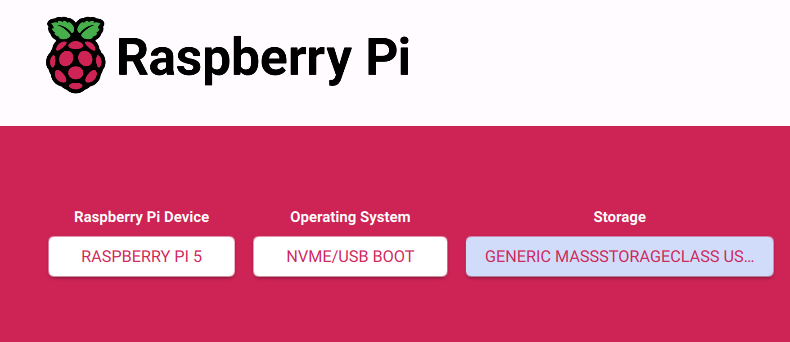 Raspberry Pi
Raspberry Pi Device
Operating System
Storage
RASPBERRY PI 5
NVME/USB BOOT
GENERIC MASSSTORAGECLASS US...